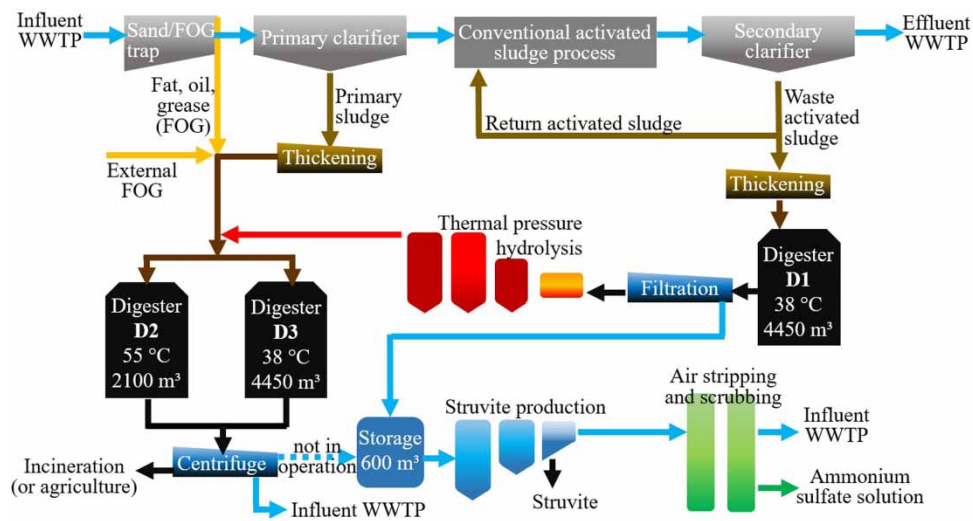 Influent
WWTP
Sand/FOG
trap
Primary clarifier
Conventional activated
sludge process
Secondary
clarifier
Effluent
WWTP
Fat, oil,
grease
(FOG)
Primary
sludge
Return activated sludge
Waste
activated
sludge
External
FOG
Thickening
Thickening
Thermal pressure
hydrolysis
Digester
D1
38 °C
4450 m³
Filtration
Digester
D2
55 °C
2100 m³
Digester
D3
38 °C
4450 m³
Centrifuge
not in
operation
Storage
600 m³
Struvite production
Struvite
Air stripping
and scrubbing
Influent
WWTP
Ammonium
sulfate solution
Incineration
(or agriculture)
Influent WWTP